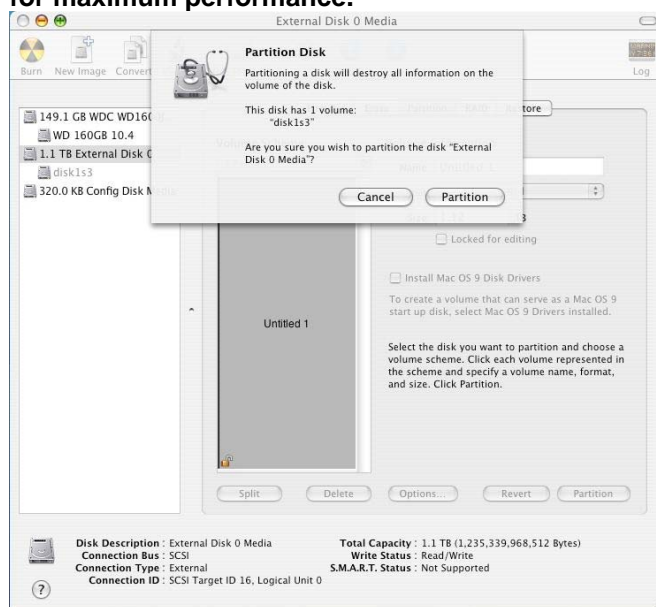 for maximum performance.
External Disk 0 Media
Burn New Image Convert
Log
Partition Disk
Partitioning a disk will destroy all information on the
volume of the disk.
This disk has 1 volume:
"disk1s3"
Are you sure you wish to partition the disk "External
Disk 0 Media"?
Cancel Partition
149.1 GB WDC WD16
WD 160GB 10.4
1.1 TB External Disk 0
disk1s3
320.0 KB Config Disk M
Locked for editing
Install Mac OS 9 Disk Drivers
To create a volume that can serve as a Mac OS 9
start up disk, select Mac OS 9 Drivers installed.
Untitled 1
Select the disk you want to partition and choose a
volume scheme. Click each volume represented in
the scheme and specify a volume name, format,
and size. Click Partition.
Split Delete Options... Revert Partition
Disk Description : External Disk 0 Media
Connection Bus : SCSI
Connection Type : External
Connection ID : SCSI Target ID 16, Logical Unit 0
Total Capacity : 1.1 TB (1,235,339,968,512 Bytes)
Write Status : Read/Write
S.M.A.R.T. Status : Not Supported
?